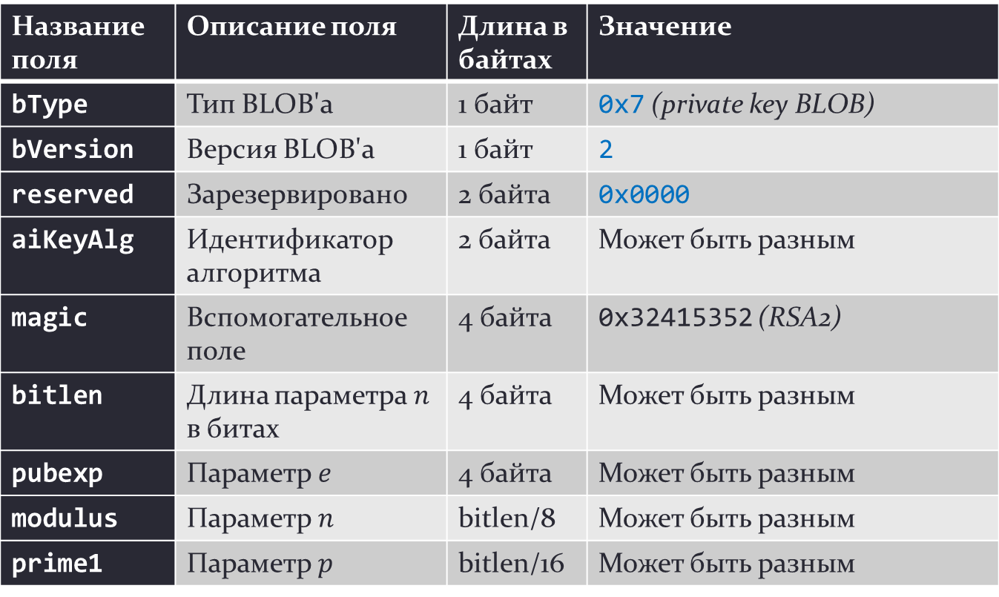 Название поля Описание поля Длина в байтах Значение
bType Тип BLOB'а 1 байт 0x7 (private key BLOB)
bVersion Версия BLOB'а 1 байт 2
reserved Зарезервировано 2 байта 0x0000
aiKeyAlg Идентификатор алгоритма 2 байта Может быть разным
magic Вспомогательное поле 4 байта 0x32415352 (RSA2)
bitlen Длина параметра n в битах 4 байта Может быть разным
pubexp Параметр e 4 байта Может быть разным
modulus Параметр n bitlen/8 Может быть разным
prime1 Параметр p bitlen/16 Может быть разным